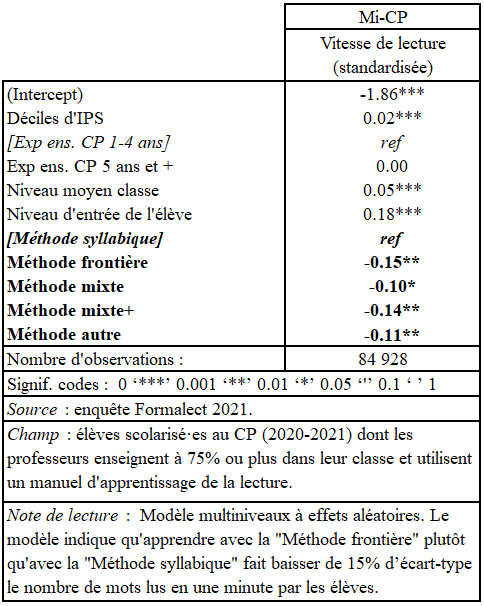 Mi-CP
Vitesse de lecture
(standardisée)
(Intercept) -1.86***
Déciles d'IPS 0.02***
[Exp ens. CP 1-4 ans] ref
Exp ens. CP 5 ans et + 0.00
Niveau moyen classe 0.05***
Niveau d'entrée de l'élève 0.18***
[Méthode syllabique] ref
Méthode frontière -0.15**
Méthode mixte -0.10*
Méthode mixte+ -0.14**
Méthode autre -0.11**
Nombre d'observations : 84 928
Signif. codes : 0 ‘***’ 0.001 ‘**’ 0.01 ‘*’ 0.05 ‘'’ 0.1 ‘ ’ 1
Source : enquête Formalect 2021.
Champ : élèves scolarisé·es au CP (2020-2021) dont les
professeurs enseignent à 75% ou plus dans leur classe et utilisent
un manuel d'apprentissage de la lecture.
Note de lecture : Modèle multiniveaux à effets aléatoires. Le
modèle indique qu'apprendre avec la "Méthode frontière" plutôt
qu'avec la "Méthode syllabique" fait baisser de 15% d’écart-type
le nombre de mots lus en une minute par les élèves.